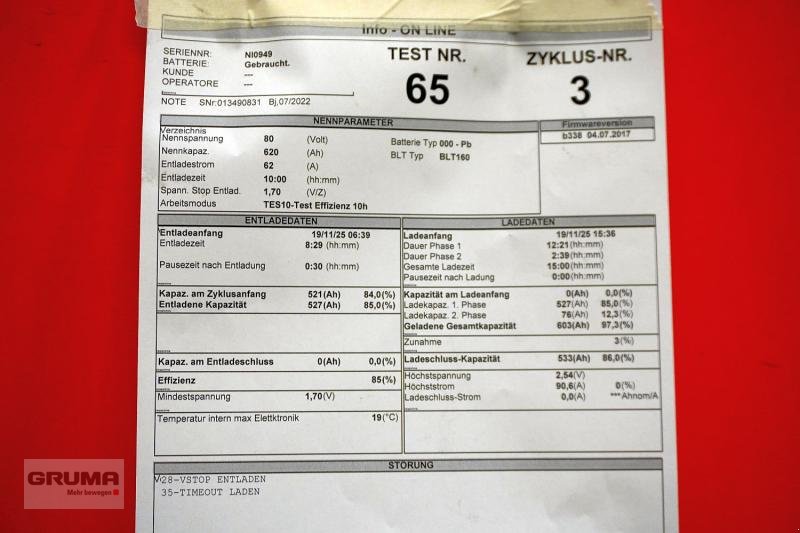 Info - ON LINE
SERIENNR: NI0949
BATTERIE: Gebraucht.
KUNDE ---
OPERATORE ---
TEST NR.
65
ZYKLUS-NR.
3
NOTE SNr:013490831 Bj,07/2022
NENNPARAMETER
Verzeichnis
Nennspannung 80 (Volt)
Nennkapaz. 620 (Ah)
Entladestrom 62 (A)
Entladezeit 10:00 (hh:mm)
Spann. Stop Entlad. 1,70 (V/Z)
Arbeitsmodus TES10-Test Effizienz 10h
Batterie Typ 000 - Pb
BLT Typ BLT160
Firmwareversion
b338 04.07.2017
ENTLADEDATEN
Entladeanfang 19/11/25 06:39
Entladezeit 8:29 (hh:mm)
Pausezeit nach Entladung 0:30 (hh:mm)
Kapaz. am Zyklusanfang 521(Ah) 84,0(%)
Entladene Kapazität 527(Ah) 85,0(%)
Kapaz. am Entladeschluss 0(Ah) 0,0(%)
Effizienz 85(%)
Mindestspannung 1,70(V)
Temperatur intern max Elettktronik 19(°C)
LADEDATEN
Ladeanfang 19/11/25 15:36
Dauer Phase 1 12:21(hh:mm)
Dauer Phase 2 2:39(hh:mm)
Gesamte Ladezeit 15:00(hh:mm)
Pausezeit nach Ladung 0:00(hh:mm)
Kapazität am Ladeanfang 0(Ah) 0,0(%)
Ladekapaz. 1. Phase 527(Ah) 85,0(%)
Ladekapaz. 2. Phase 76(Ah) 12,3(%)
Geladene Gesamtkapazität 603(Ah) 97,3(%)
Zunahme 3(%)
Ladeschluss-Kapazität 533(Ah) 86,0(%)
Höchstspannung 2,54(V)
Höchststrom 90,6(A) 0(%)
Ladeschluss-Strom 0,0(A) ***Ahnom/A
STÖRUNG
28-VSTOP ENTLADEN
35-TIMEOUT LADEN
GRUMA
Mehr bewegen